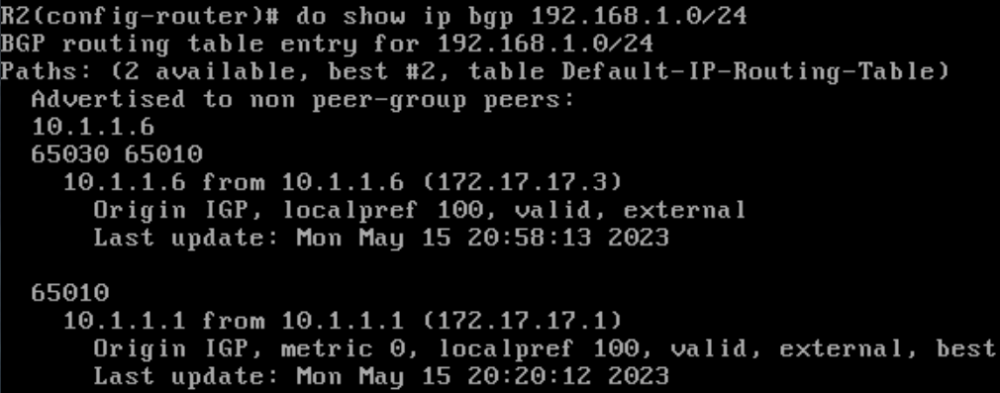 R2(config-router)# do show ip bgp 192.168.1.0/24
BGP routing table entry for 192.168.1.0/24
Paths: (2 available, best #2, table Default-IP-Routing-Table)
  Advertised to non peer-group peers:
  10.1.1.6
  65030 65010
    10.1.1.6 from 10.1.1.6 (172.17.17.3)
      Origin IGP, localpref 100, valid, external
      Last update: Mon May 15 20:58:13 2023

  65010
    10.1.1.1 from 10.1.1.1 (172.17.17.1)
      Origin IGP, metric 0, localpref 100, valid, external, best
      Last update: Mon May 15 20:20:12 2023